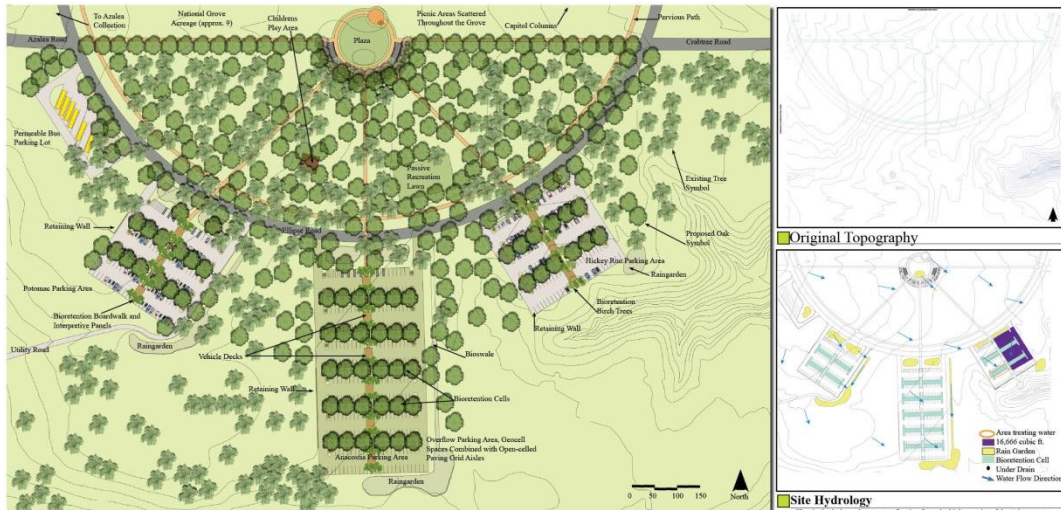 To Azalea
Collection
National Grove
Acreage (approx. 9)
Childrens
Play Area
Plaza
Picnic Areas Scattered
Throughout the Grove
Capitol Columns
Pervious Path
Azalea Road
Crabtree Road
Permeable Bus
Parking Lot
Passive
Recreation
Lawn
Existing Tree
Symbol
Retaining Wall
Ellipse Road
Proposed Oak
Symbol
Hickey Run Parking Area
Raingarden
Potomac Parking Area
Bioretention
Birch Trees
Bioretention Boardwalk and
Interpretive Panels
Retaining Wall
Utility Road
Raingarden
Vehicle Decks
Bioswale
Retaining Wall
Bioretention Cells
Overflow Parking Area, Geocell
Spaces Combined with Open-celled
Paving Grid Aisles
Anacostia Parking Area
Raingarden
0 50 100 150
North
Original Topography
Area treating water
16,666 cubic ft.
Rain Garden
Bioretention Cell
Under Drain
Water Flow Direction
Site Hydrology